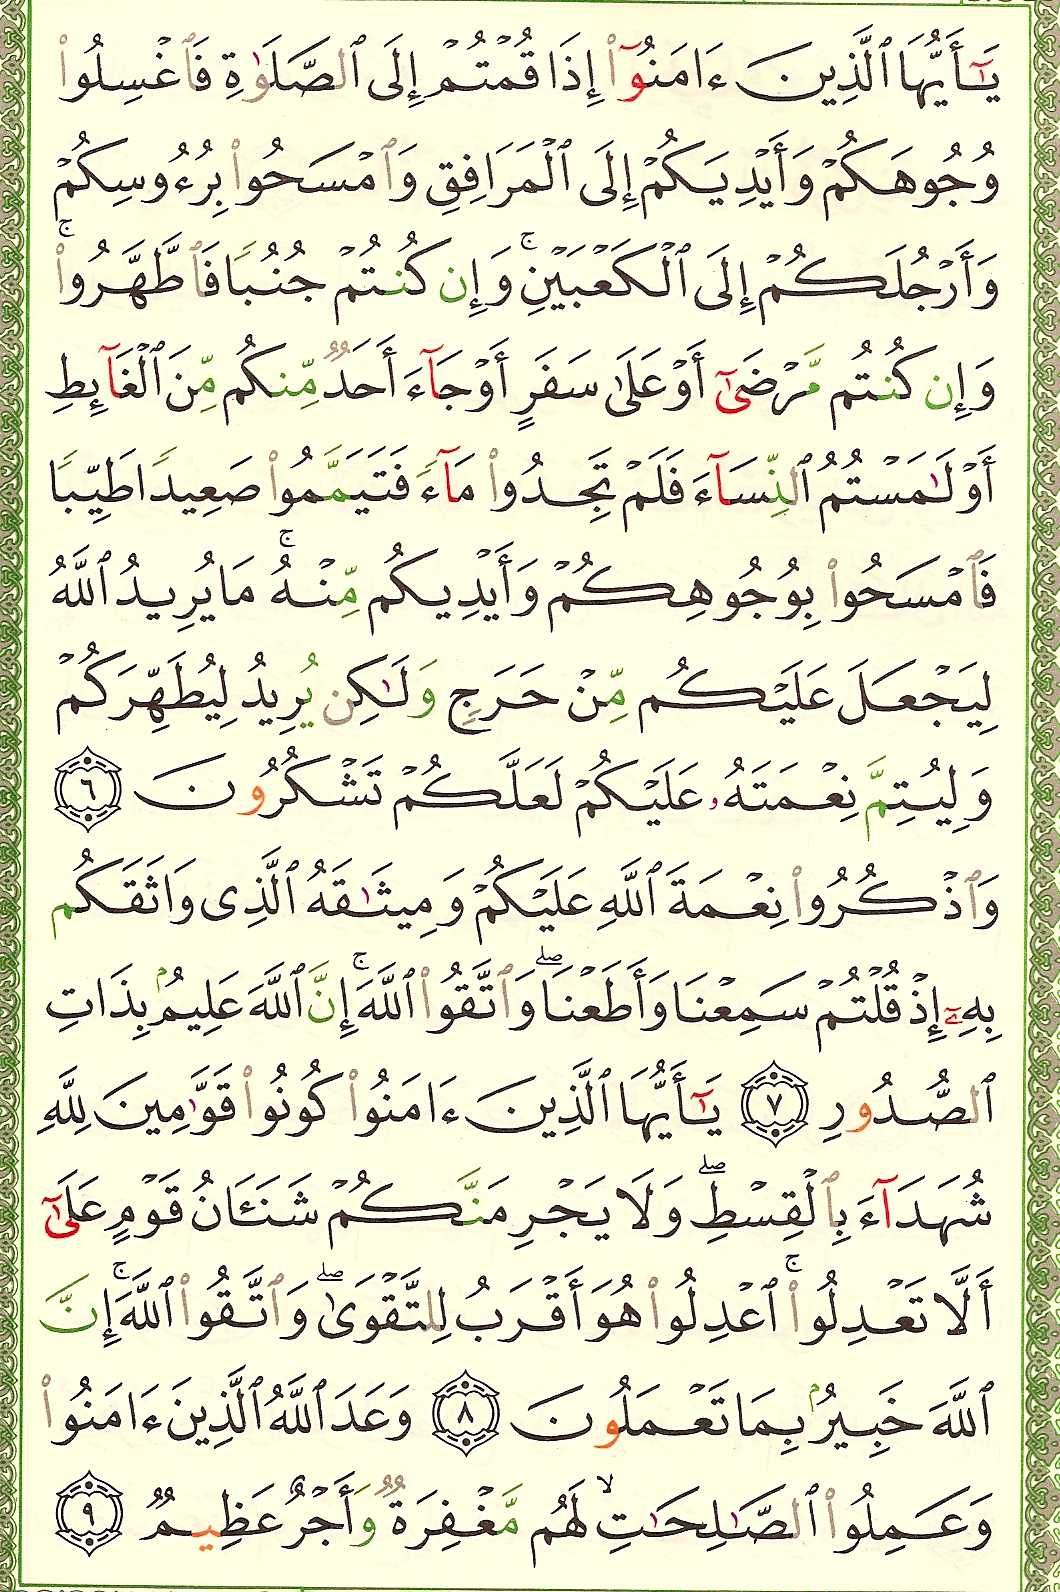 يَـٰٓأَيُّهَا ٱلَّذِينَ ءَامَنُوٓا۟ إِذَا قُمْتُمْ إِلَى ٱلصَّلَوٰةِ فَٱغْسِلُوا۟
وُجُوهَكُمْ وَأَيْدِيَكُمْ إِلَى ٱلْمَرَافِقِ وَٱمْسَحُوا۟ بِرُءُوسِكُمْ
وَأَرْجُلَكُمْ إِلَى ٱلْكَعْبَيْنِ ۚ وَإِن كُنتُمْ جُنُبًا فَٱطَّهَّرُوا۟ ۚ
وَإِن كُنتُم مَّرْضَىٰٓ أَوْ عَلَىٰ سَفَرٍ أَوْ جَآءَ أَحَدٌ مِّنكُم مِّنَ ٱلْغَآئِطِ
أَوْ لَـٰمَسْتُمُ ٱلنِّسَآءَ فَلَمْ تَجِدُوا۟ مَآءً فَتَيَمَّمُوا۟ صَعِيدًا طَيِّبًا
فَٱمْسَحُوا۟ بِوُجُوهِكُمْ وَأَيْدِيكُم مِّنْهُ ۚ مَا يُرِيدُ ٱللَّهُ
لِيَجْعَلَ عَلَيْكُم مِّنْ حَرَجٍ وَلَـٰكِن يُرِيدُ لِيُطَهِّرَكُمْ
وَلِيُتِمَّ نِعْمَتَهُۥ عَلَيْكُمْ لَعَلَّكُمْ تَشْكُرُونَ ٦
وَٱذْكُرُوا۟ نِعْمَةَ ٱللَّهِ عَلَيْكُمْ وَمِيثَـٰقَهُ ٱلَّذِى وَاثَقَكُم
بِهِۦٓ إِذْ قُلْتُمْ سَمِعْنَا وَأَطَعْنَا ۖ وَٱتَّقُوا۟ ٱللَّهَ ۚ إِنَّ ٱللَّهَ عَلِيمٌۢ بِذَاتِ
ٱلصُّدُورِ ٧ يَـٰٓأَيُّهَا ٱلَّذِينَ ءَامَنُوا۟ كُونُوا۟ قَوَّٰمِينَ لِلَّهِ
شُهَدَآءَ بِٱلْقِسْطِ ۖ وَلَا يَجْرِمَنَّكُمْ شَنَـَٔانُ قَوْمٍ عَلَىٰٓ
أَلَّا تَعْدِلُوا۟ ۚ ٱعْدِلُوا۟ هُوَ أَقْرَبُ لِلتَّقْوَىٰ ۖ وَٱتَّقُوا۟ ٱللَّهَ ۚ إِنَّ
ٱللَّهَ خَبِيرٌۢ بِمَا تَعْمَلُونَ ٨ وَعَدَ ٱللَّهُ ٱلَّذِينَ ءَامَنُوا۟
وَعَمِلُوا۟ ٱلصَّـٰلِحَـٰتِ ۙ لَهُم مَّغْفِرَةٌ وَأَجْرٌ عَظِيمٌ ٩